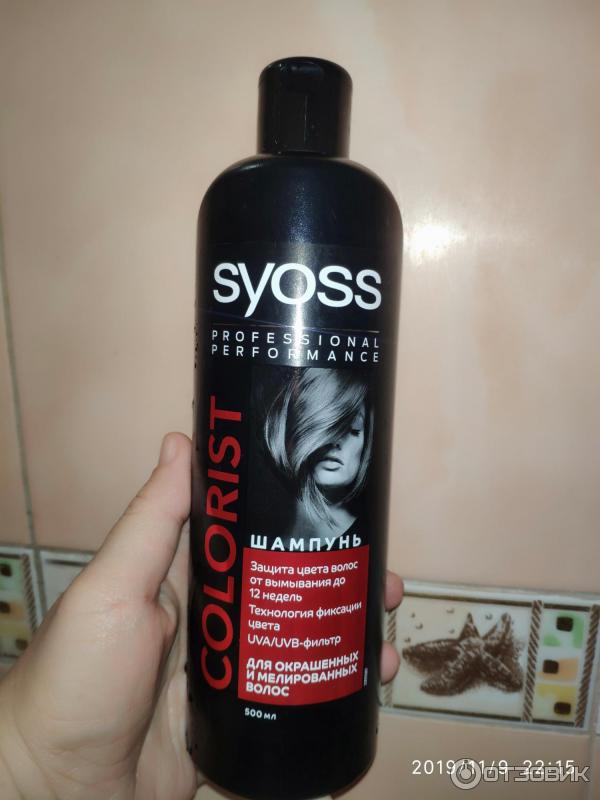 SYOSS
PROFESSIONAL
PERFORMANCE
COLORIST
ШАМПУНЬ
Защита цвета волос
от вымывания до
12 недель
Технология фиксации
цвета
UVA/UVB-фильтр
ДЛЯ ОКРАШЕННЫХ
И МЕЛИРОВАННЫХ
ВОЛОС
500 мл
2019/11/9 22:15
ОТЗОВИК